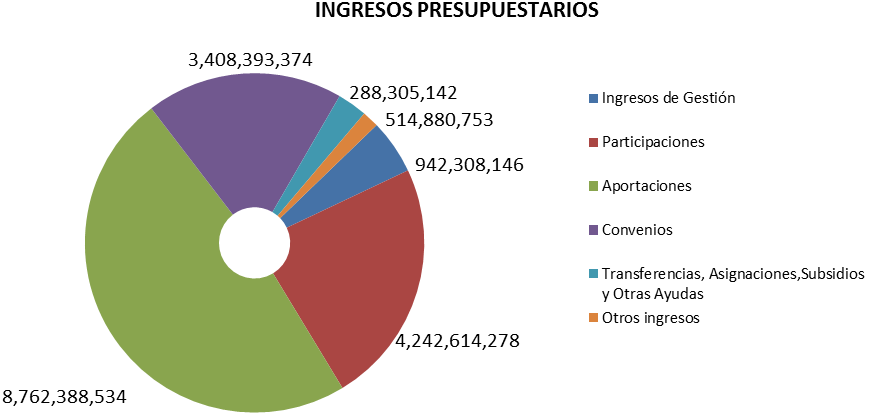 INGRESOS PRESUPUESTARIOS
3,408,393,374
288,305,142
514,880,753
942,308,146
4,242,614,278
8,762,388,534
Ingresos de Gestión
Participaciones
Aportaciones
Convenios
Transferencias, Asignaciones,Subsidios
y Otras Ayudas
Otros ingresos